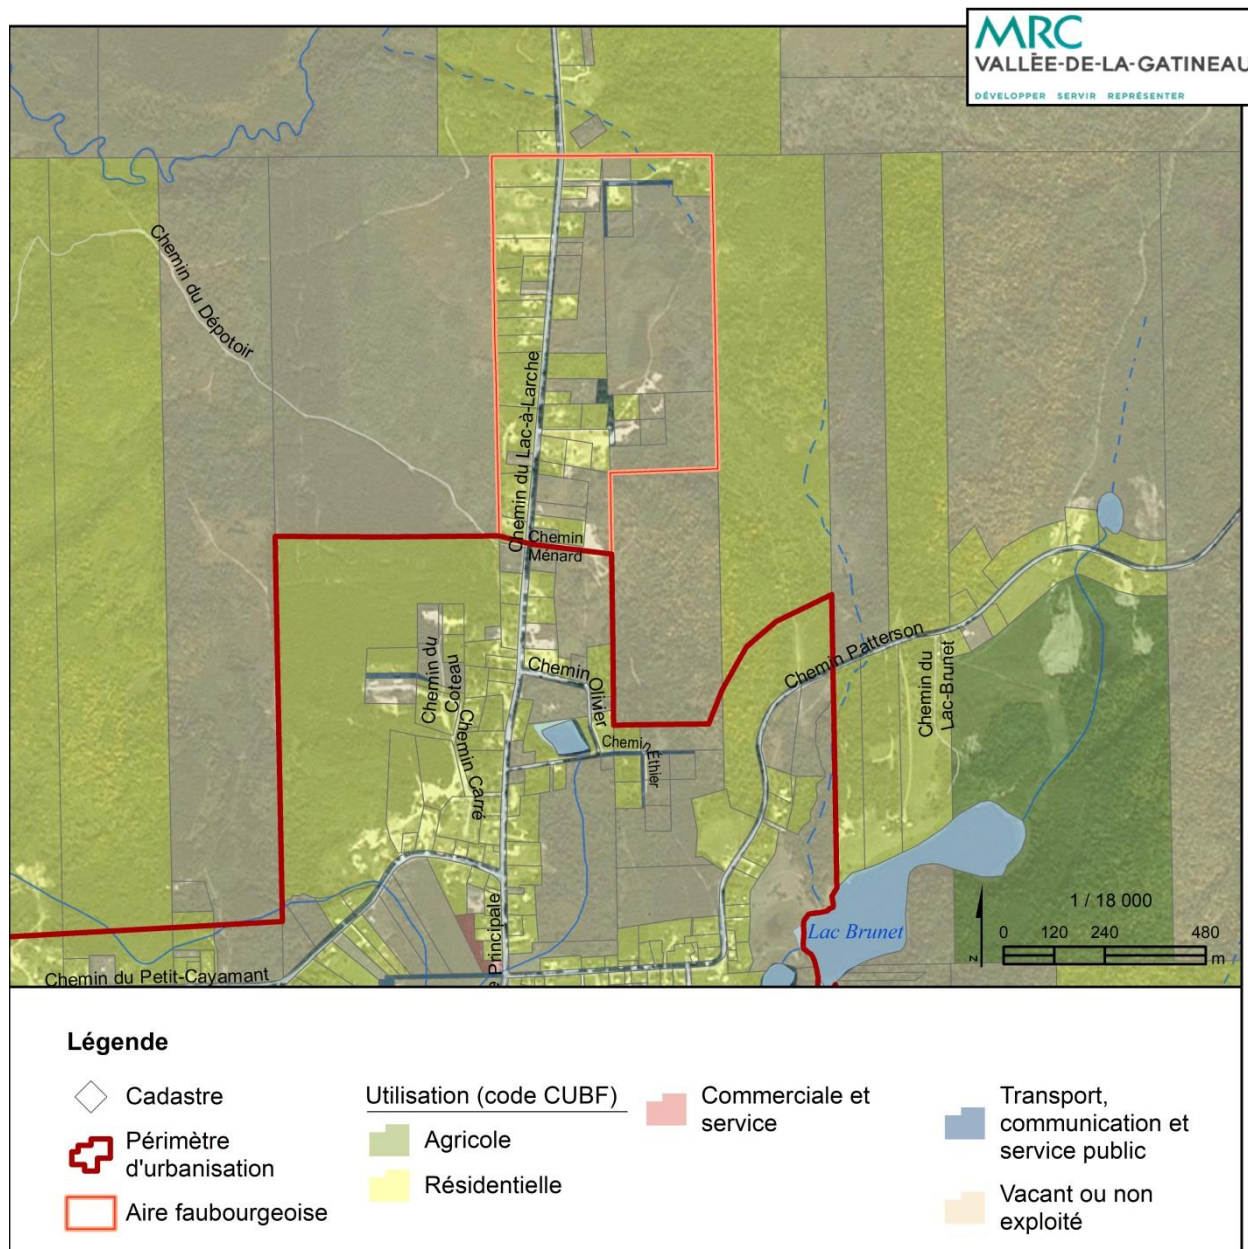 MRC
VALLÉE-DE-LA-GATINEAU
DÉVELOPPER SERVIR REPRÉSENTER
Chemin du Dépotoir
Chemin du Lac-à-Larche
Chemin
Ménard
Chemin Patterson
Chemin du
Lac-Brunet
Chemin du
Coteau
Chemin Olivier
Chemin Éthier
Chemin Carré
Principale
Chemin du Petit-Cayamant
Lac Brunet
1 / 18 000
0 120 240 480
m
z
Légende
Cadastre
Périmètre
d'urbanisation
Aire faubourgeoise
Utilisation (code CUBF)
Agricole
Résidentielle
Commerciale et
service
Transport,
communication et
service public
Vacant ou non
exploité